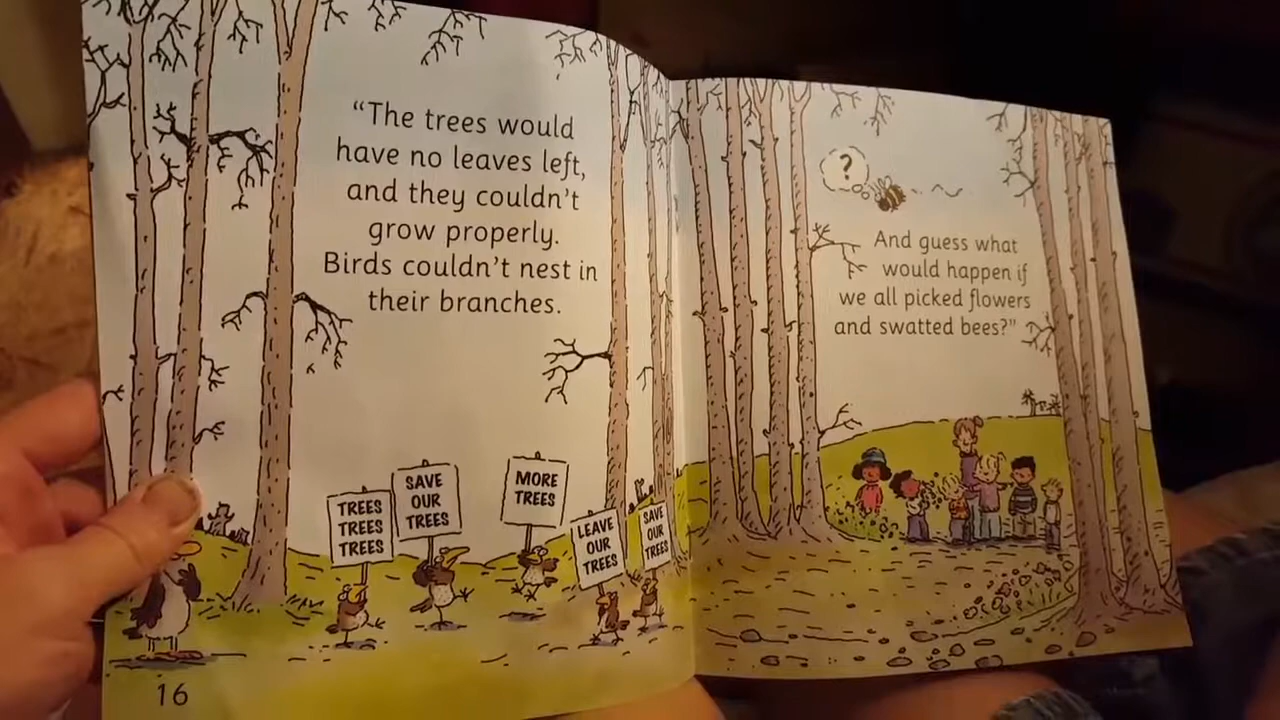 “The trees would
have no leaves left,
and they couldn’t
grow properly.
Birds couldn’t nest in
their branches.
TREES
TREES
TREES
SAVE
OUR
TREES
MORE
TREES
LEAVE
OUR
TREES
SAVE
OUR
TREES
16
?
And guess what
would happen if
we all picked flowers
and swatted bees?”